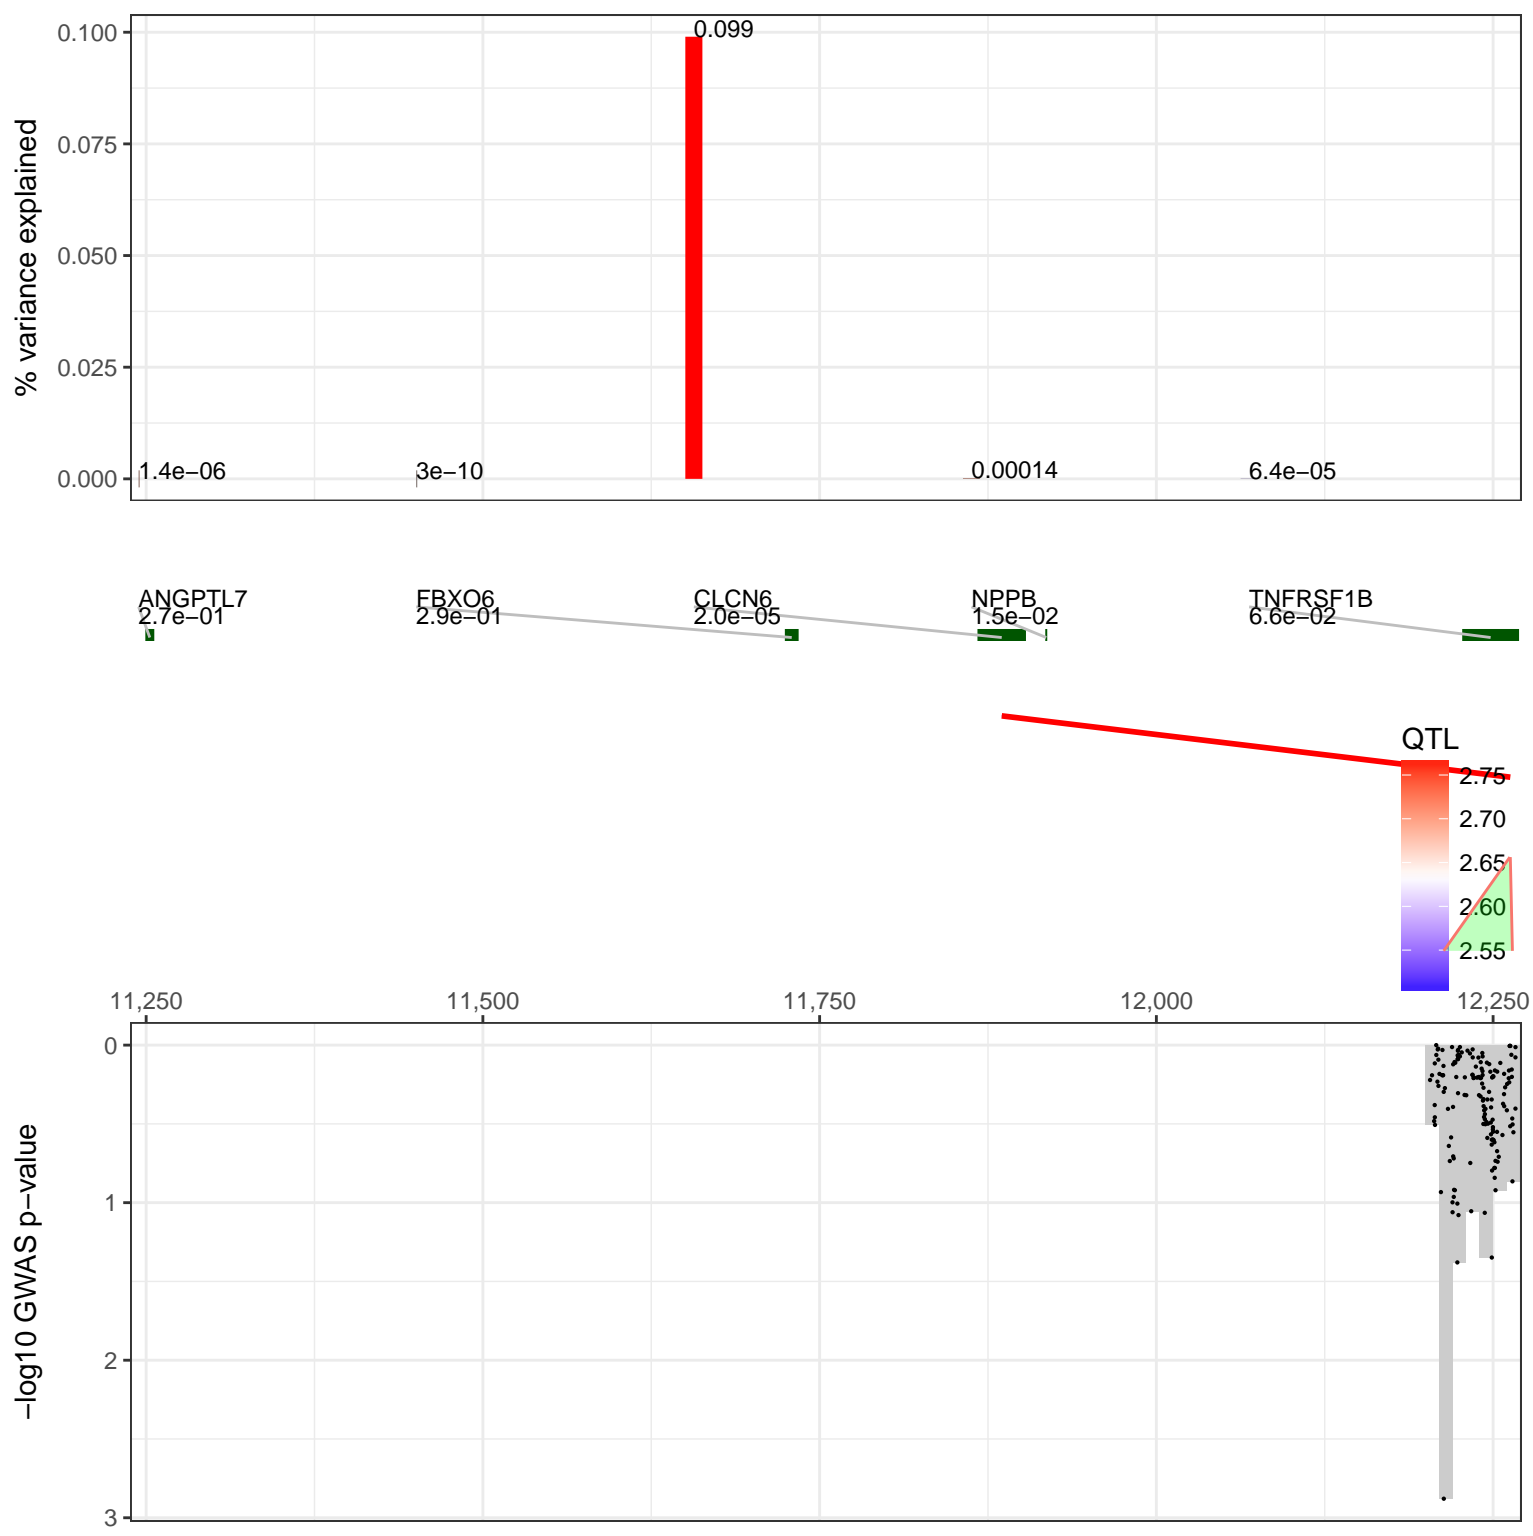 % variance explained
0.100
0.075
0.050
0.025
0.000
0.099
1.4e−06
3e−10
0.00014
6.4e−05
ANGPTL7
2.7e−01
FBXO6
2.9e−01
CLCN6
2.0e−05
NPPB
1.5e−02
TNFRSF1B
6.6e−02
QTL
2.75
2.70
2.65
2.60
2.55
11,250
11,500
11,750
12,000
12,250
−log10 GWAS p−value
0
1
2
3